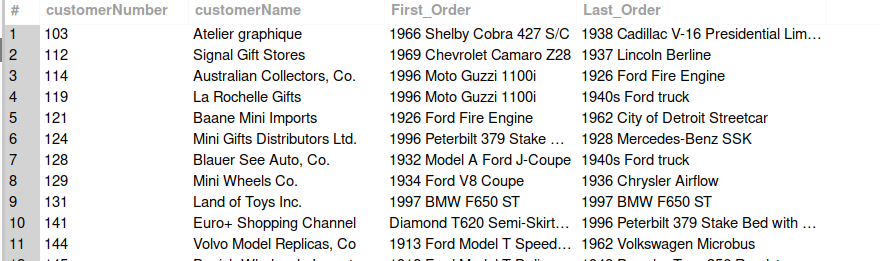 # customerNumber customerName First_Order Last_Order
1 103 Atelier graphique 1966 Shelby Cobra 427 S/C 1938 Cadillac V-16 Presidential Lim…
2 112 Signal Gift Stores 1969 Chevrolet Camaro Z28 1937 Lincoln Berline
3 114 Australian Collectors, Co. 1996 Moto Guzzi 1100i 1926 Ford Fire Engine
4 119 La Rochelle Gifts 1996 Moto Guzzi 1100i 1940s Ford truck
5 121 Baane Mini Imports 1926 Ford Fire Engine 1962 City of Detroit Streetcar
6 124 Mini Gifts Distributors Ltd. 1996 Peterbilt 379 Stake … 1928 Mercedes-Benz SSK
7 128 Blauer See Auto, Co. 1932 Model A Ford J-Coupe 1940s Ford truck
8 129 Mini Wheels Co. 1934 Ford V8 Coupe 1936 Chrysler Airflow
9 131 Land of Toys Inc. 1997 BMW F650 ST 1997 BMW F650 ST
10 141 Euro+ Shopping Channel Diamond T620 Semi-Skirt… 1996 Peterbilt 379 Stake Bed with …
11 144 Volvo Model Replicas, Co 1913 Ford Model T Speed… 1962 Volkswagen Microbus